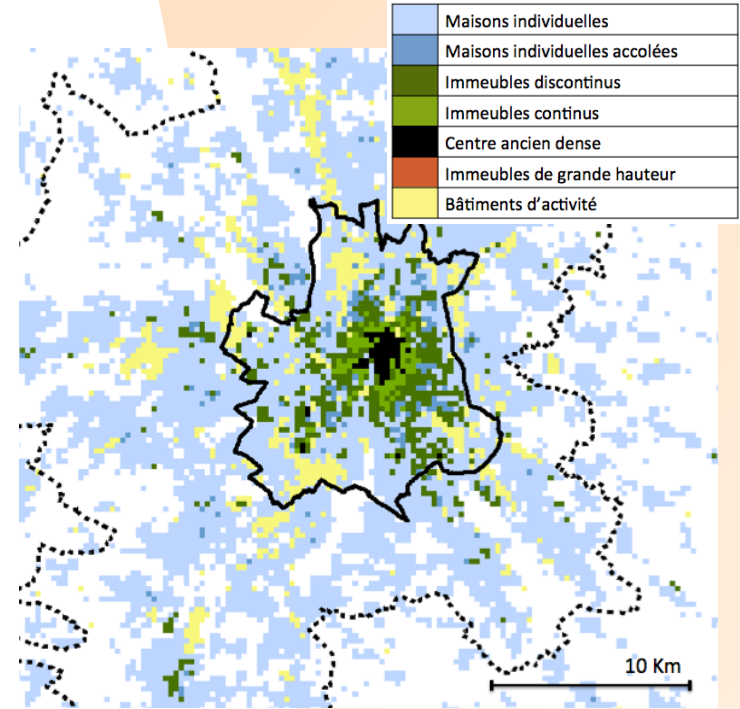 Maisons individuelles
Maisons individuelles accolées
Immeubles discontinus
Immeubles continus
Centre ancien dense
Immeubles de grande hauteur
Bâtiments d’activité
10 Km